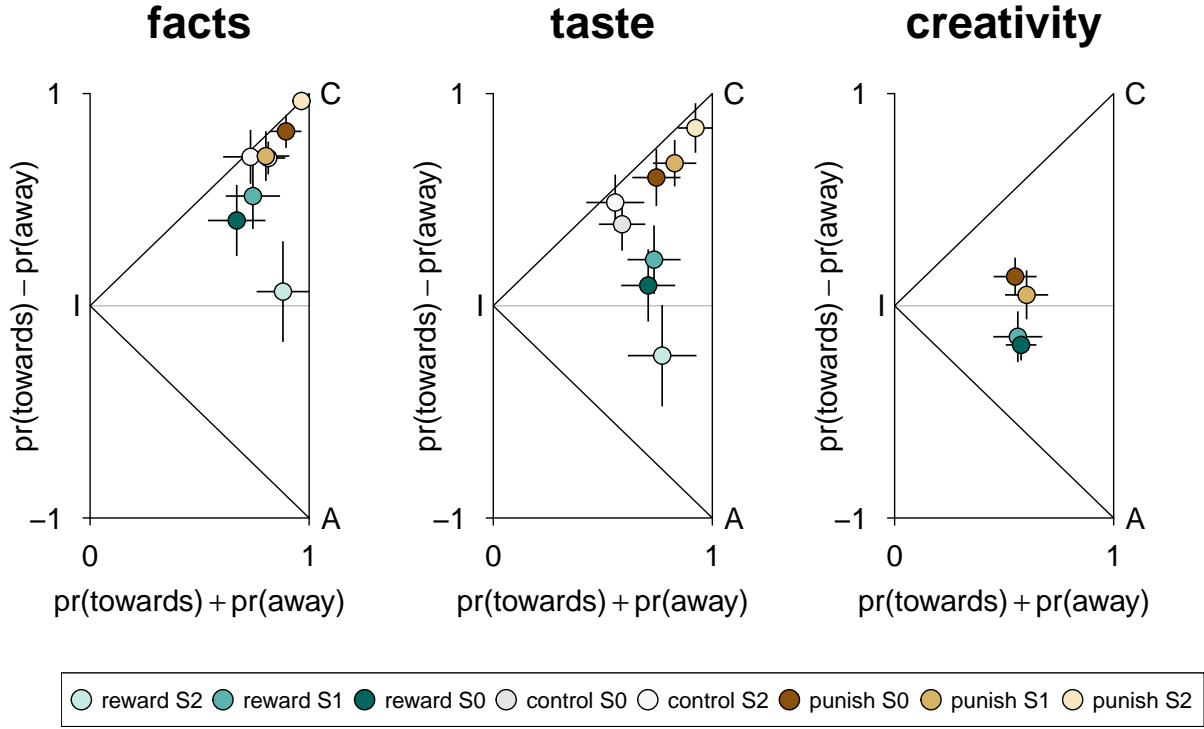 facts taste creativity
1 C 1 C 1 C
pr(towards) − pr(away) pr(towards) − pr(away) pr(towards) − pr(away)
I I I
−1 A −1 A −1 A
0 1 0 1 0 1
pr(towards) + pr(away) pr(towards) + pr(away) pr(towards) + pr(away)
reward S2 reward S1 reward S0 control S0 control S2 punish S0 punish S1 punish S2